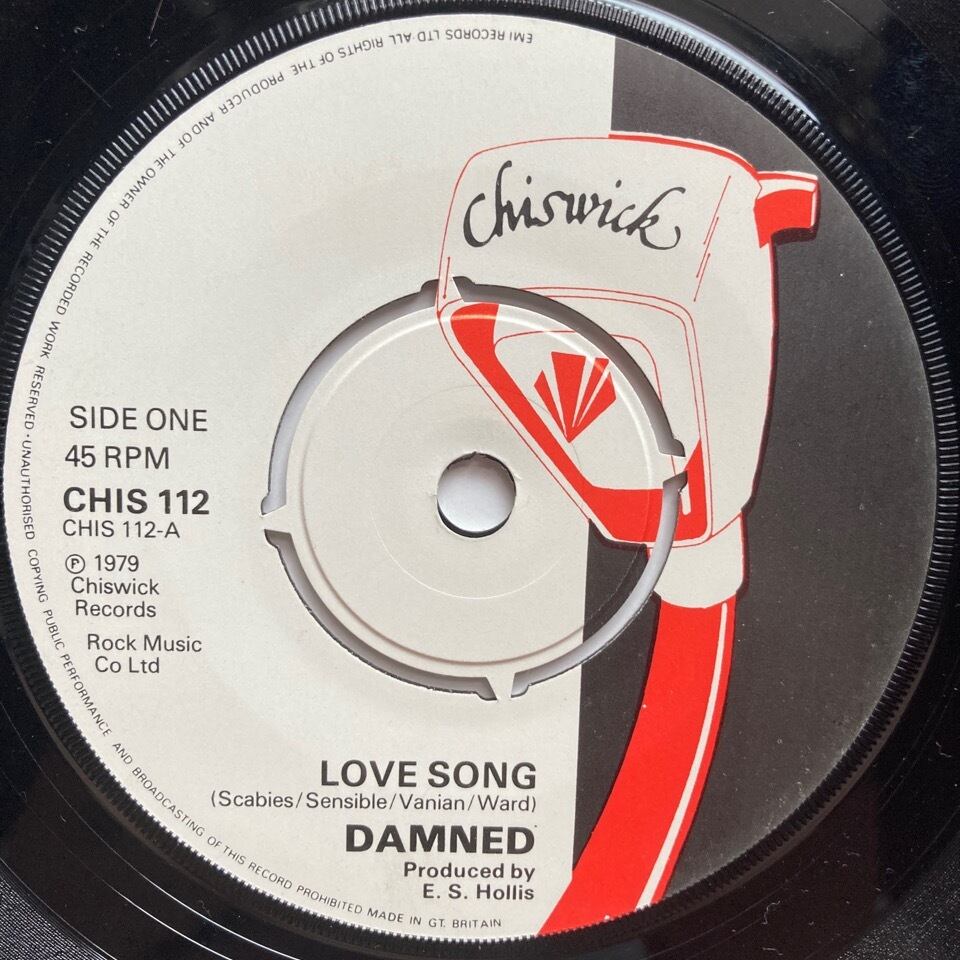 EMI RECORDS LTD·ALL RIGHTS OF THE PRODUCER AND OF THE OWNER OF THE RECORDED WORK RESERVED·UNAUTHORISED COPYING PUBLIC PERFORMANCE AND BROADCASTING OF THIS RECORD PROHIBITED MADE IN GT. BRITAIN
Chiswick
SIDE ONE
45 RPM
CHIS 112
CHIS 112-A
℗ 1979
Chiswick
Records
Rock Music
Co Ltd
LOVE SONG
(Scabies/Sensible/Vanian/Ward)
DAMNED
Produced by
E. S. Hollis